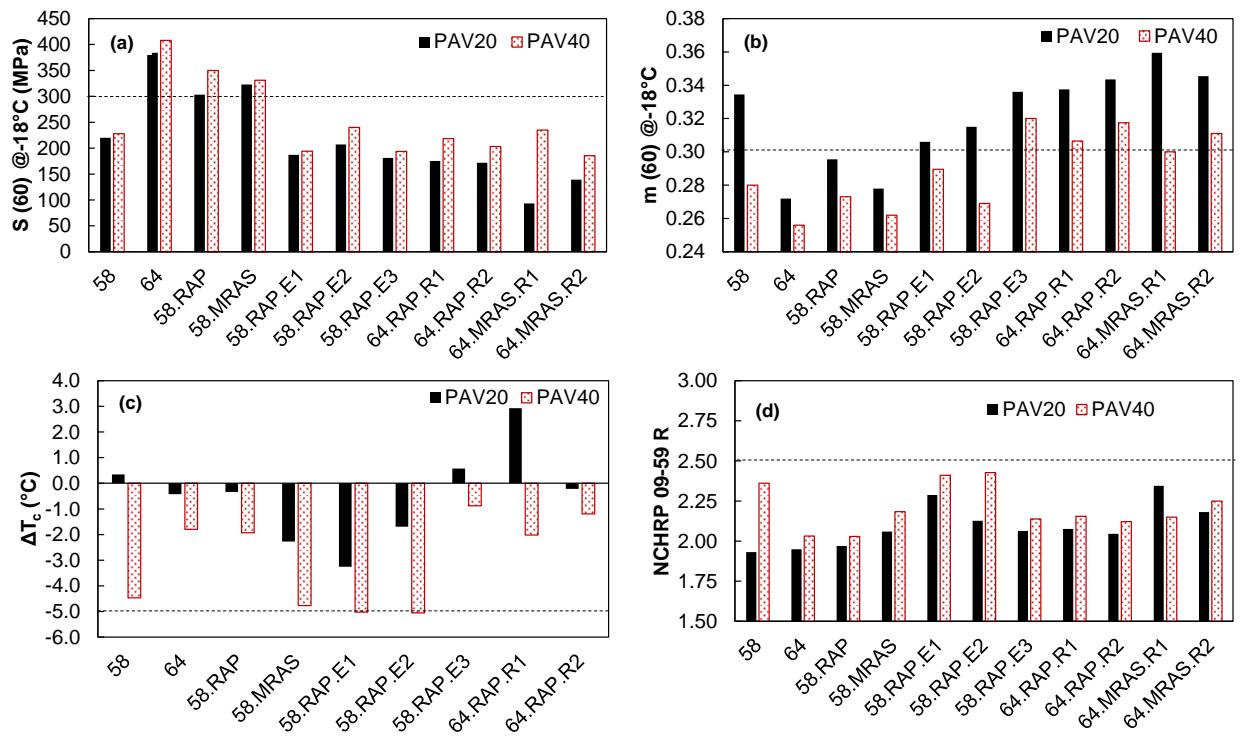 (a)
PAV20 PAV40
S (60) @-18°C (MPa)
450
400
350
300
250
200
150
100
50
0
58
64
58.RAP
58.MRAS
58.RAP.E1
58.RAP.E2
58.RAP.E3
64.RAP.R1
64.RAP.R2
64.MRAS.R1
64.MRAS.R2
(b)
PAV20 PAV40
m (60) @-18°C
0.38
0.36
0.34
0.32
0.30
0.28
0.26
0.24
58
64
58.RAP
58.MRAS
58.RAP.E1
58.RAP.E2
58.RAP.E3
64.RAP.R1
64.RAP.R2
64.MRAS.R1
64.MRAS.R2
(c)
PAV20 PAV40
ΔTc (°C)
4.0
3.0
2.0
1.0
0.0
-1.0
-2.0
-3.0
-4.0
-5.0
-6.0
58
64
58.RAP
58.MRAS
58.RAP.E1
58.RAP.E2
58.RAP.E3
64.RAP.R1
64.RAP.R2
(d)
PAV20 PAV40
NCHRP 09-59 R
3.00
2.75
2.50
2.25
2.00
1.75
1.50
58
64
58.RAP
58.MRAS
58.RAP.E1
58.RAP.E2
58.RAP.E3
64.RAP.R1
64.RAP.R2
64.MRAS.R1
64.MRAS.R2